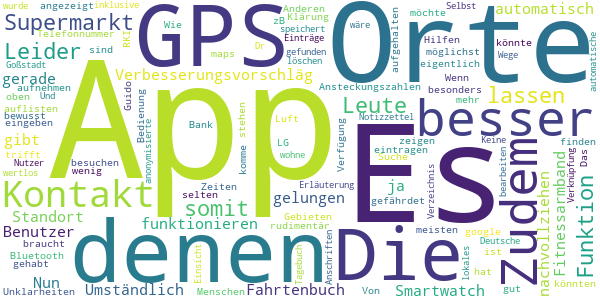 wurde angezeigt inklusive
Supermarkt GPS Orte
Wie Anderen Selbst automatisch
Telefonnummer zB Klärung möchte
RKI speichert Hilfen könnte
Leider sind maps Einträge möglichst Wege
Goßstadt Dr gefunden aufgehalten eigentlich automatische
gerade Verbesserungsvorschläg löschen Wenn
aufnehmen Guido Ansteckungszahlen besonders lassen
oben App Leute mehr
auflisten Und Bedienung Es besser
bewusst anonymisierte Bank Luft Notizzettel Keine
eingeben stehen Verfügung zeigen finden
gibt komme LG eintragen Zudem Das
trifft Nutzer besuchen wohne Suche bearbeiten Verknüpfung
wertlos wenig Zeiten ja Verzeichnis nachvollziehen
Kontakt selten gelungen gefährdet Fitnessarmband
Standort somit Erläuterung meisten Funktion
Benutzer funktionieren Gebieten google
braucht denen rudimentär Die Deutsche
Bluetooth Einsicht Tagebuch Anschriften lokales ist
gehabt hat
Nun Umständlich Menschen Fahrtenbuch Von Smartwatch gut könnten
Unklarheiten wäre